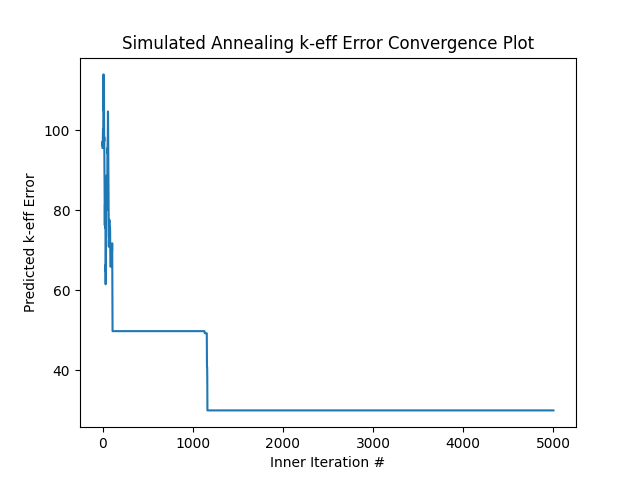 Simulated Annealing k-eff Error Convergence Plot
Predicted k-eff Error
100
80
60
40
0 1000 2000 3000 4000 5000
Inner Iteration #